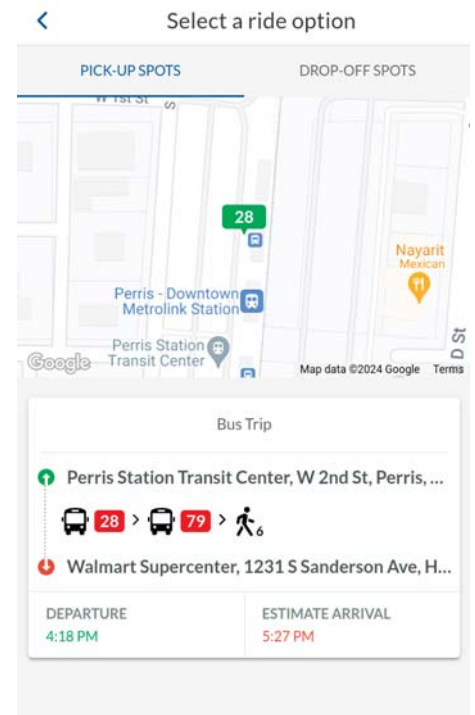 Select a ride option
PICK-UP SPOTS
DROP-OFF SPOTS
W 1st St
S
28
Nayarit
Mexican
Perris - Downtown
Metrolink Station
Perris Station
Transit Center
D St
Google
Map data ©2024 Google
Terms
Bus Trip
Perris Station Transit Center, W 2nd St, Perris, ...
28 > 79 > 6
Walmart Supercenter, 1231 S Sanderson Ave, H...
DEPARTURE
ESTIMATE ARRIVAL
4:18 PM
5:27 PM